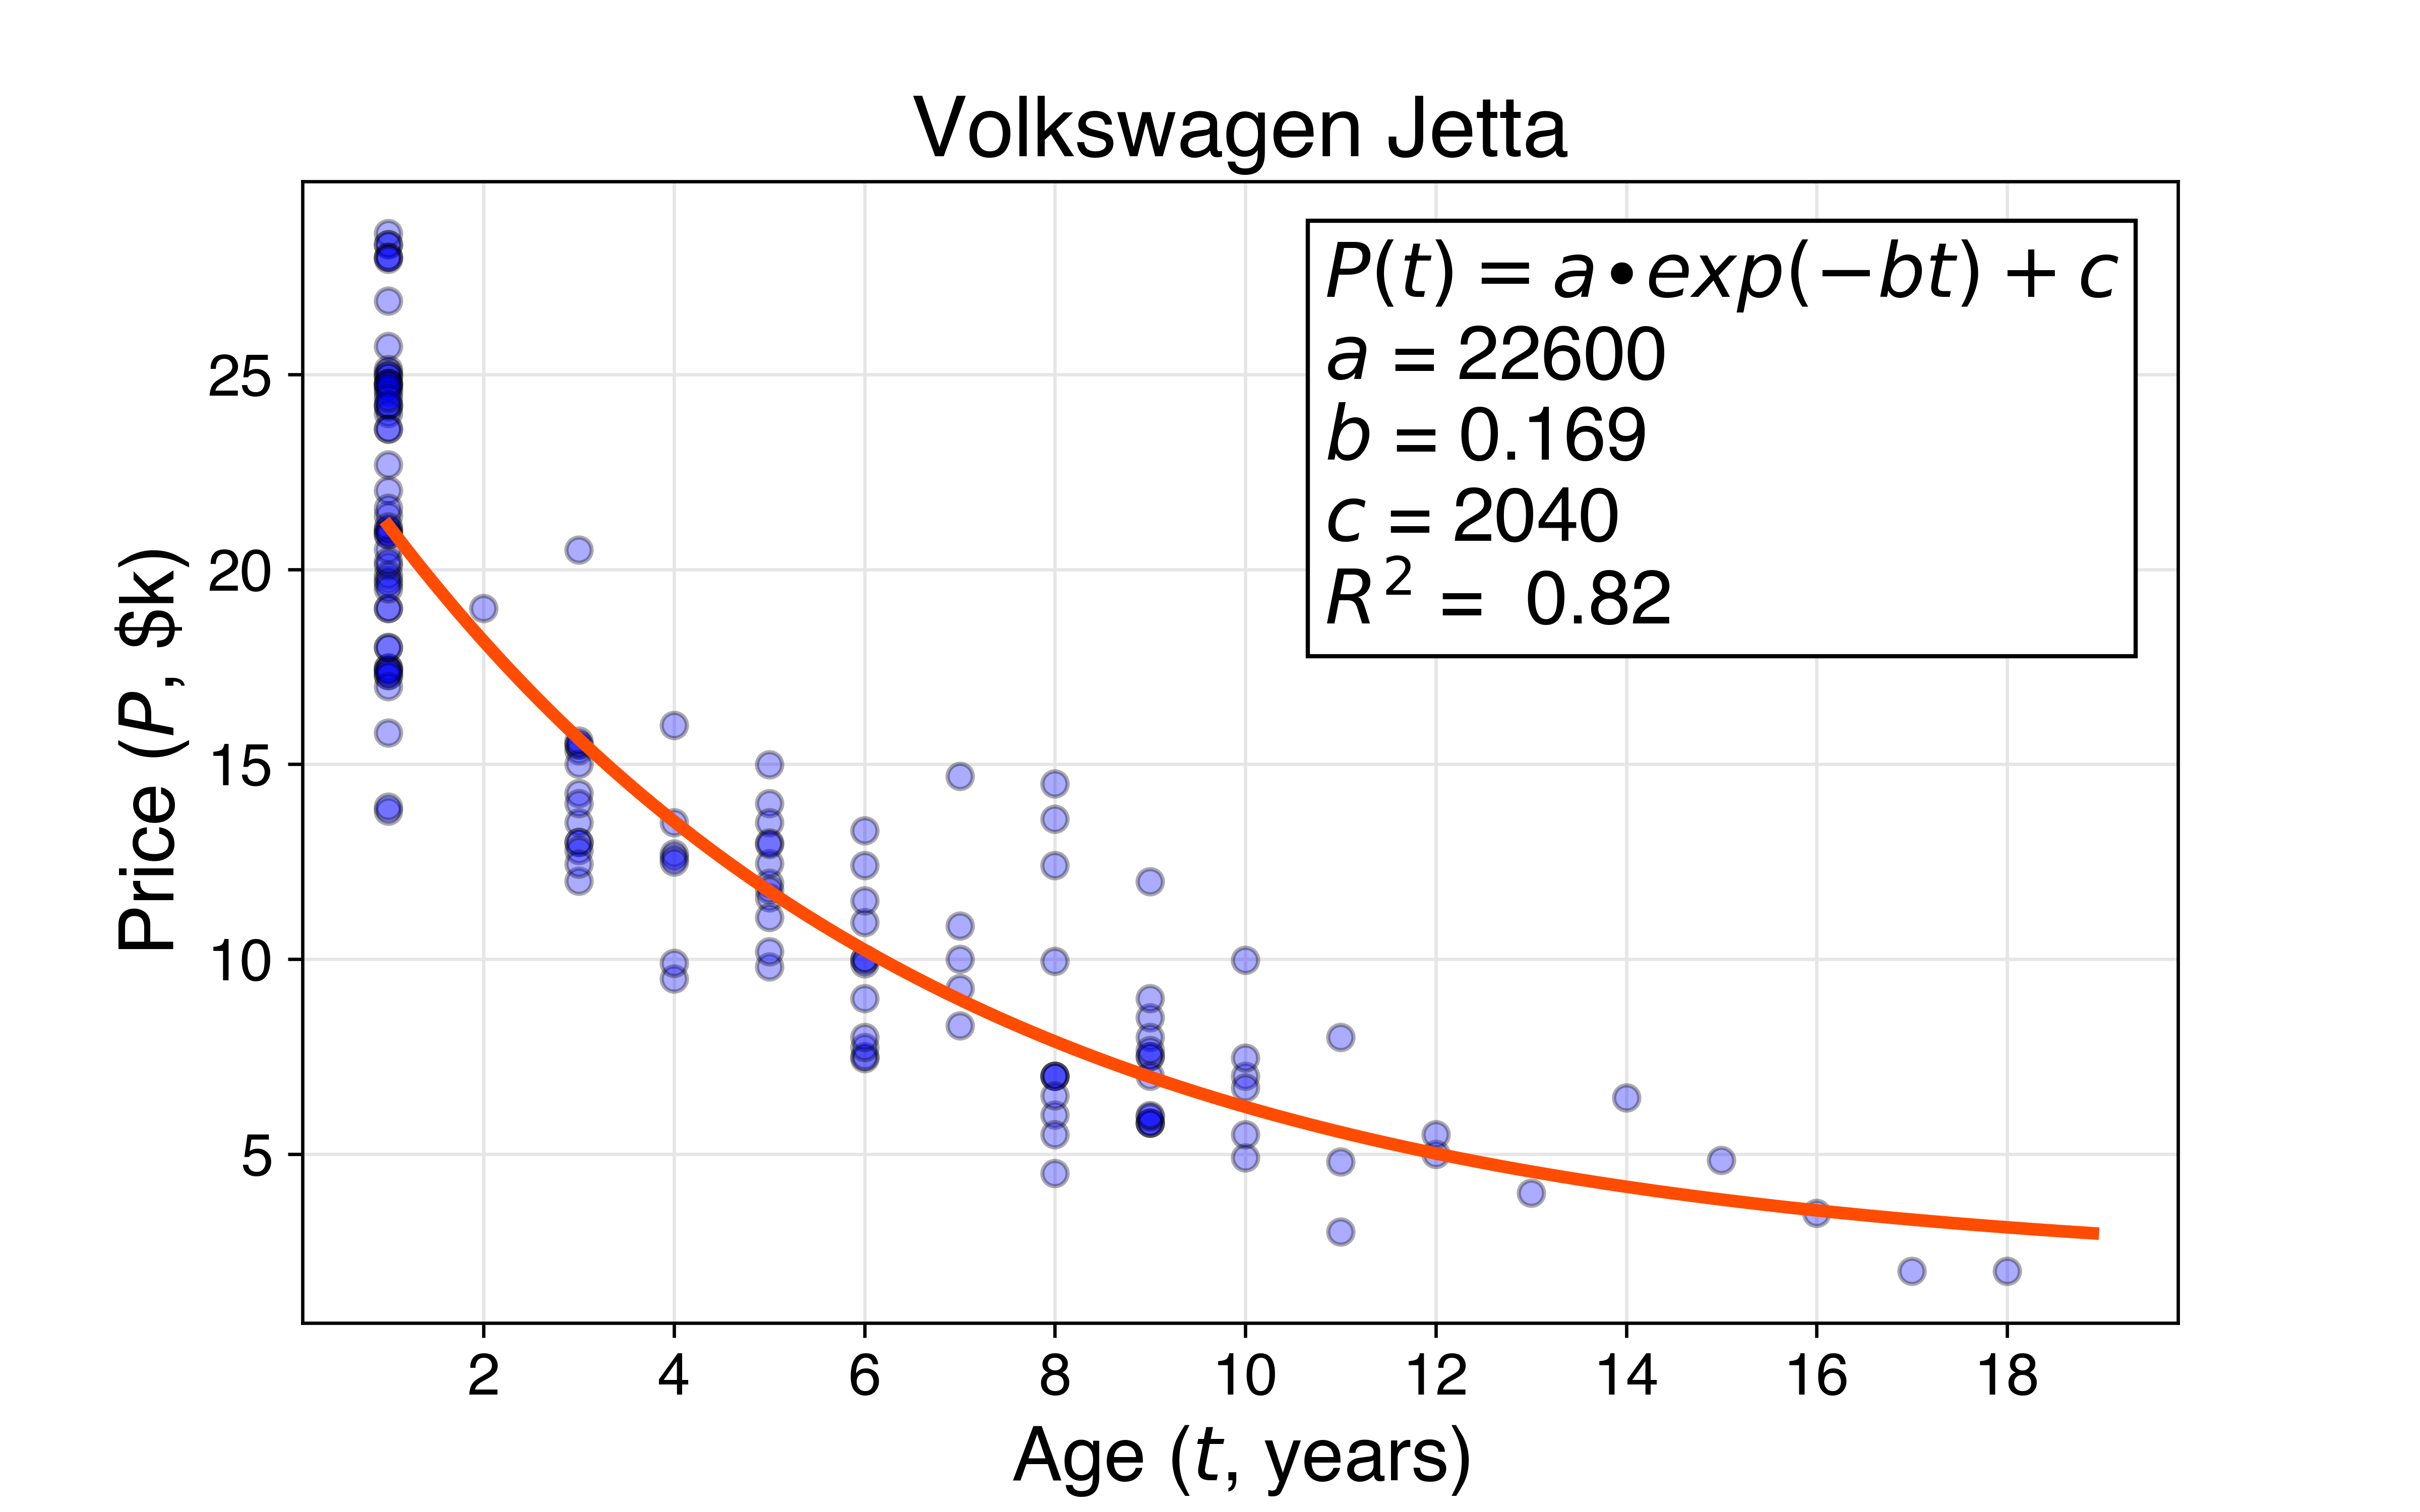 Volkswagen Jetta
P(t) = a•exp(−bt) + c
a = 22600
b = 0.169
c = 2040
R² = 0.82
Price (P, $k)
25
20
15
10
5
2 4 6 8 10 12 14 16 18
Age (t, years)